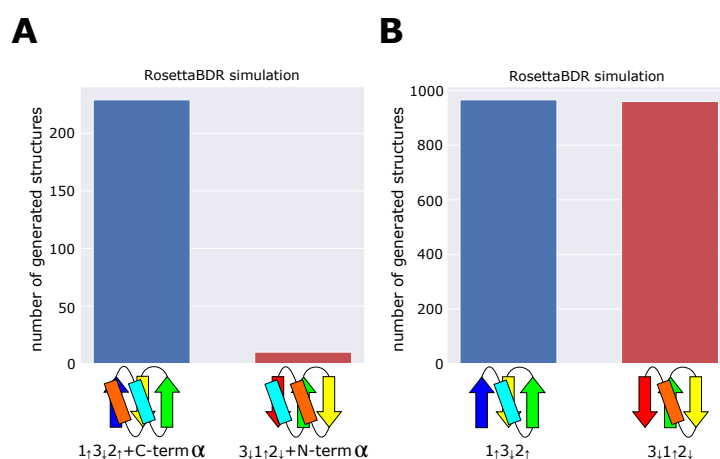 A
RosettaBDR simulation
number of generated structures
200
150
100
50
0
1↑3↓2↑+C-term α
3↓1↑2↓+N-term α
B
RosettaBDR simulation
number of generated structures
1000
800
600
400
200
0
1↑3↓2↑
3↓1↑2↓